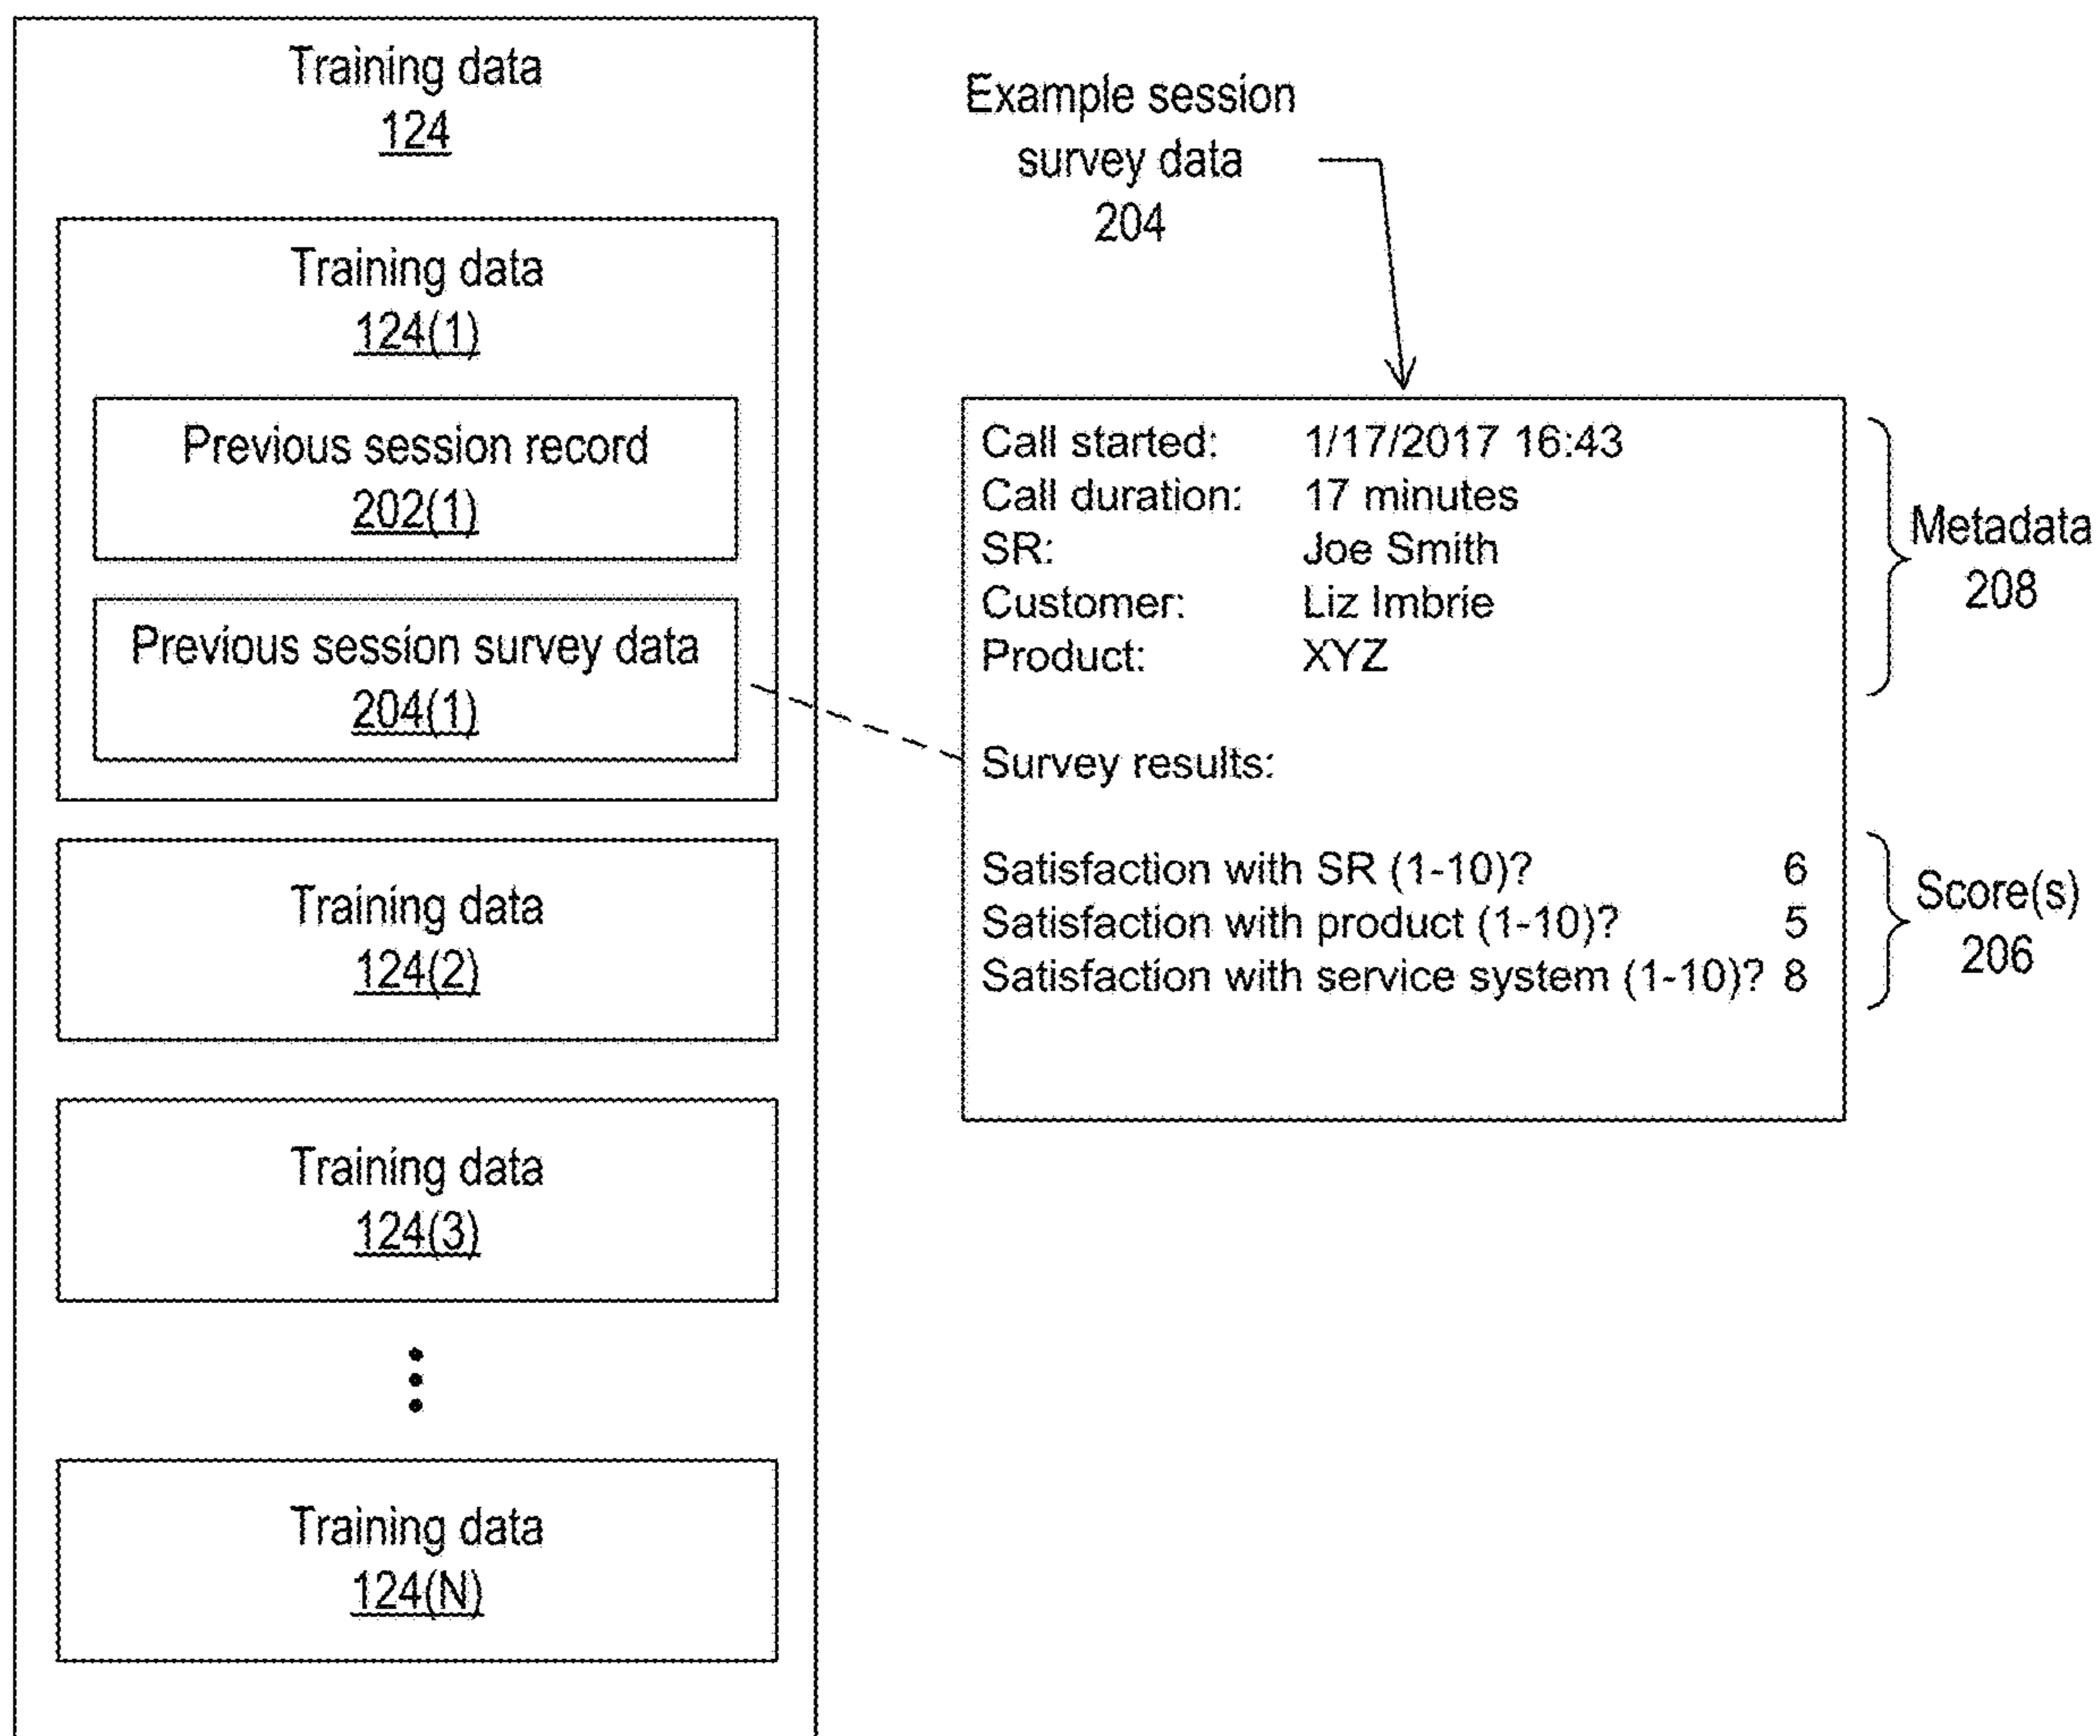 Training data
124
Training data
124(1)
Previous session record
202(1)
Previous session survey data
204(1)
Training data
124(2)
Training data
124(3)
Training data
124(N)
Example session
survey data
204
Call started: 1/17/2017 16:43
Call duration: 17 minutes
SR: Joe Smith
Customer: Liz Imbrie
Product: XYZ
Survey results:
Satisfaction with SR (1-10)? 6
Satisfaction with product (1-10)? 5
Satisfaction with service system (1-10)? 8
Metadata
208
Score(s)
206